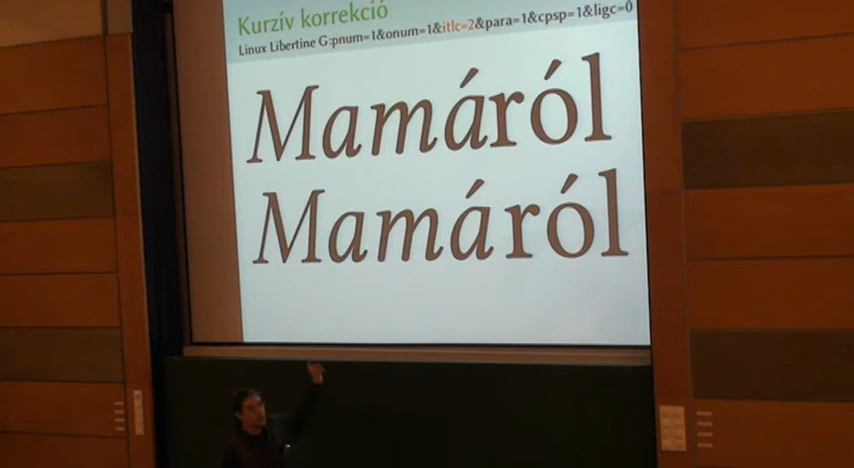 Kurzív korrekció
Linux Libertine G:pnum=1&onum=1&itlc=2&para=1&cpsp=1&ligc=0
Mamáról
Mamáról